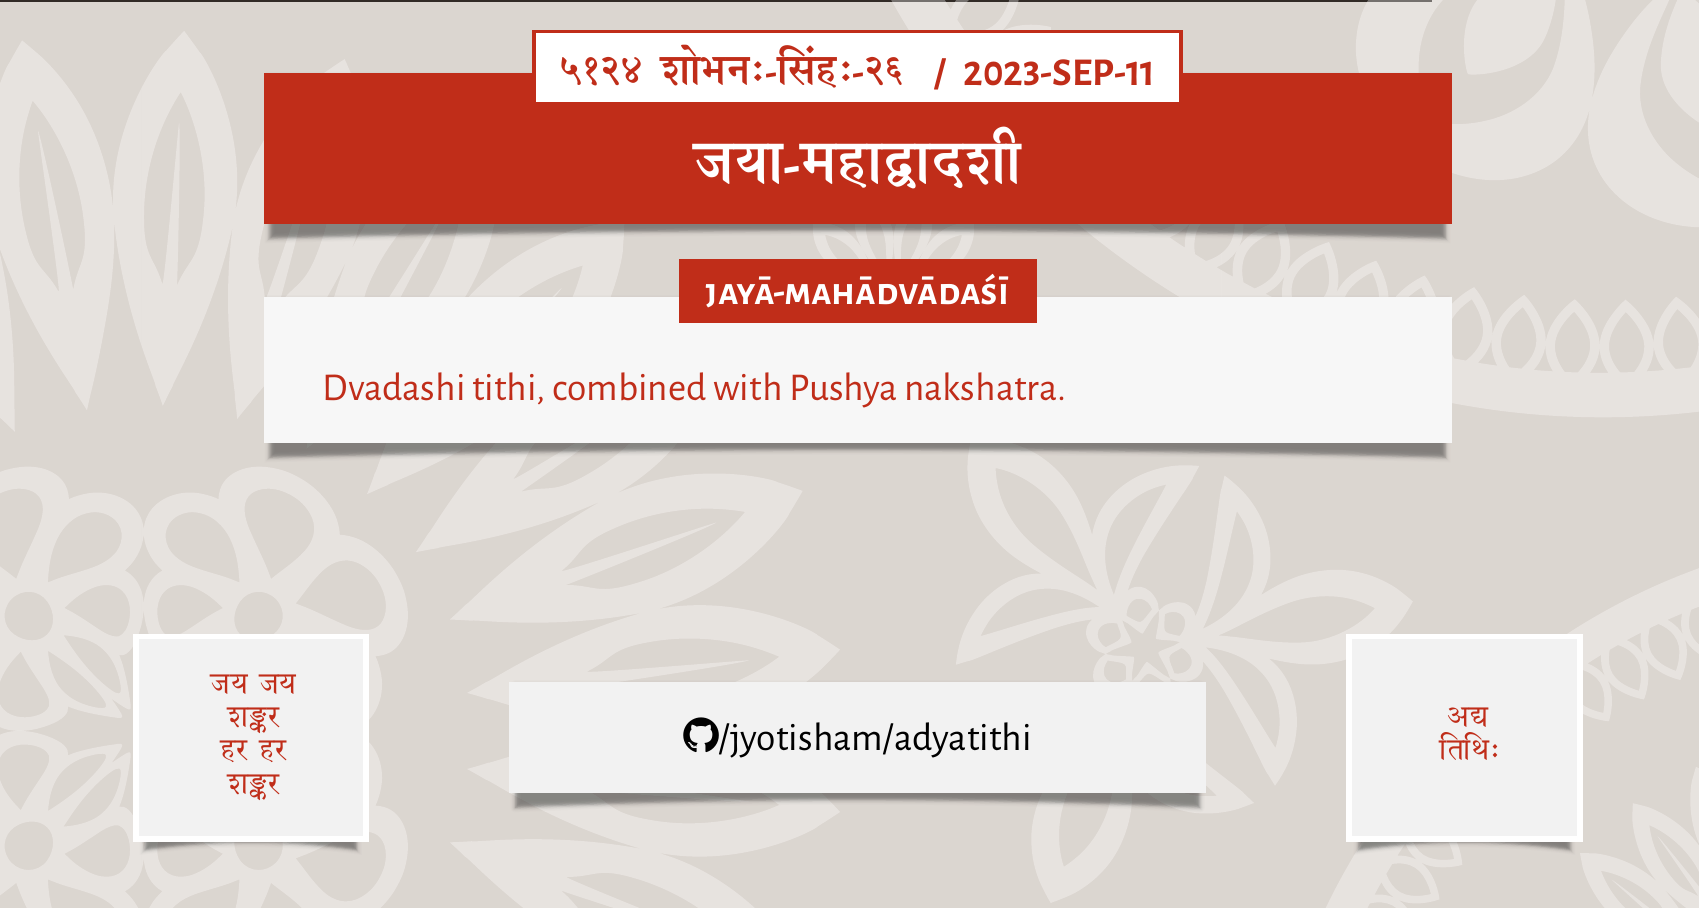 ५१२४ शोभनः-सिंहः-२६ / 2023-SEP-11
जया-महाद्वादशी
JAYĀ-MAHĀDVĀDAŚĪ
Dvadashi tithi, combined with Pushya nakshatra.
जय जय
शङ्कर
हर हर
शङ्कर
/jyotisham/adyatithi
अद्य
तिथिः